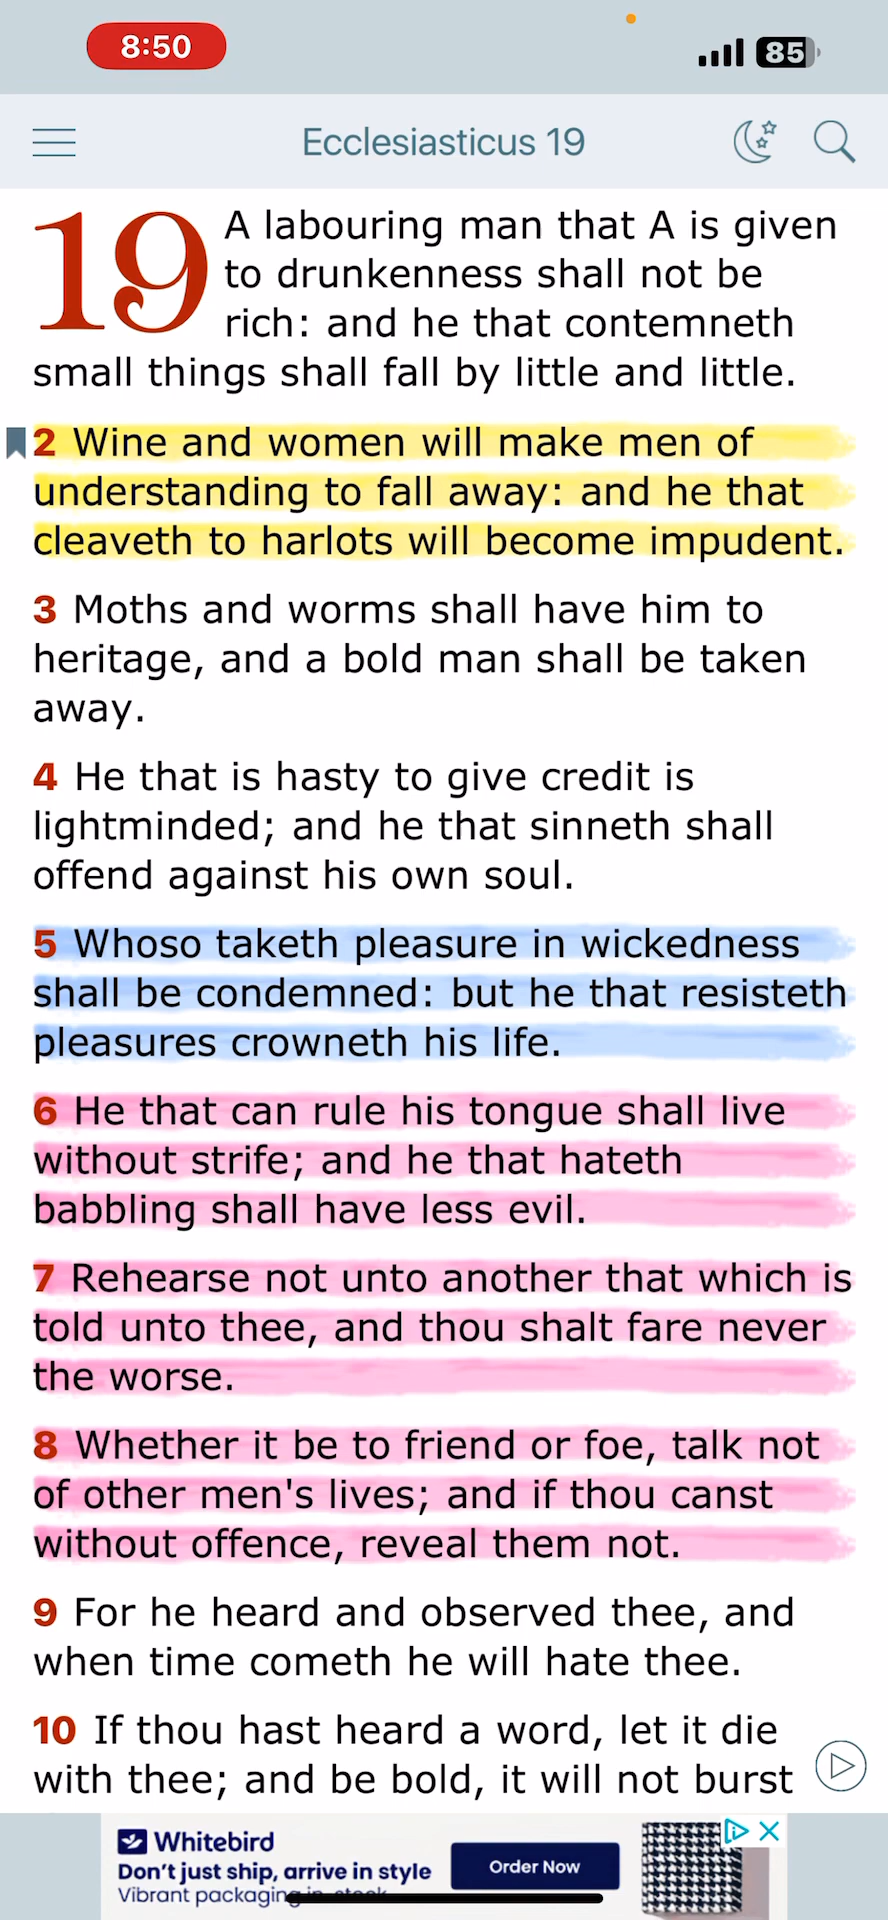 8:50
85
Ecclesiasticus 19
19 A labouring man that A is given
to drunkenness shall not be
rich: and he that contemneth
small things shall fall by little and little.
2 Wine and women will make men of
understanding to fall away: and he that
cleaveth to harlots will become impudent.
3 Moths and worms shall have him to
heritage, and a bold man shall be taken
away.
4 He that is hasty to give credit is
lightminded; and he that sinneth shall
offend against his own soul.
5 Whoso taketh pleasure in wickedness
shall be condemned: but he that resisteth
pleasures crowneth his life.
6 He that can rule his tongue shall live
without strife; and he that hateth
babbling shall have less evil.
7 Rehearse not unto another that which is
told unto thee, and thou shalt fare never
the worse.
8 Whether it be to friend or foe, talk not
of other men's lives; and if thou canst
without offence, reveal them not.
9 For he heard and observed thee, and
when time cometh he will hate thee.
10 If thou hast heard a word, let it die
with thee; and be bold, it will not burst
Whitebird
Don't just ship, arrive in style
Vibrant packaging in stock
Order Now